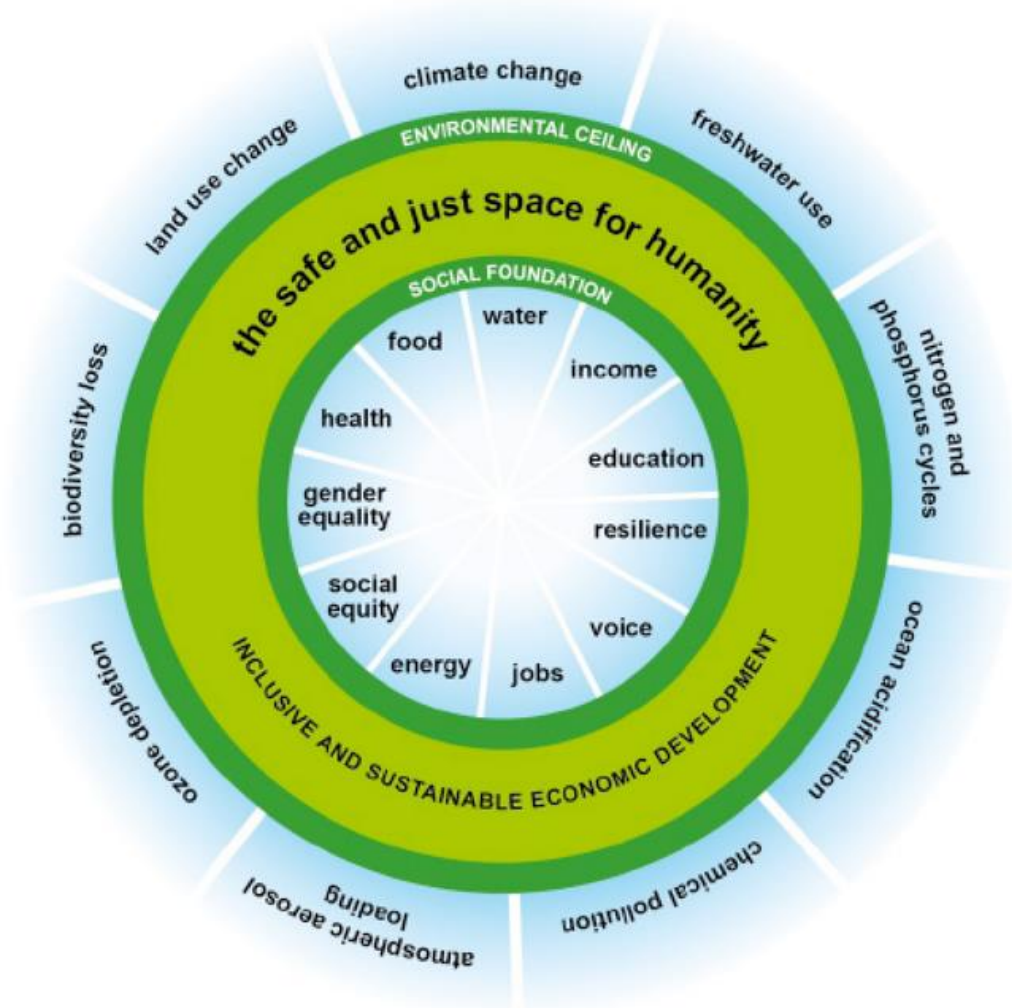 climate change
freshwater use
nitrogen and
phosphorus cycles
ocean acidification
chemical pollution
atmospheric aerosol
loading
ozone depletion
biodiversity loss
land use change
ENVIRONMENTAL CEILING
the safe and just space for humanity
SOCIAL FOUNDATION
water
income
education
resilience
voice
jobs
energy
social
equity
gender
equality
health
food
INCLUSIVE AND SUSTAINABLE ECONOMIC DEVELOPMENT